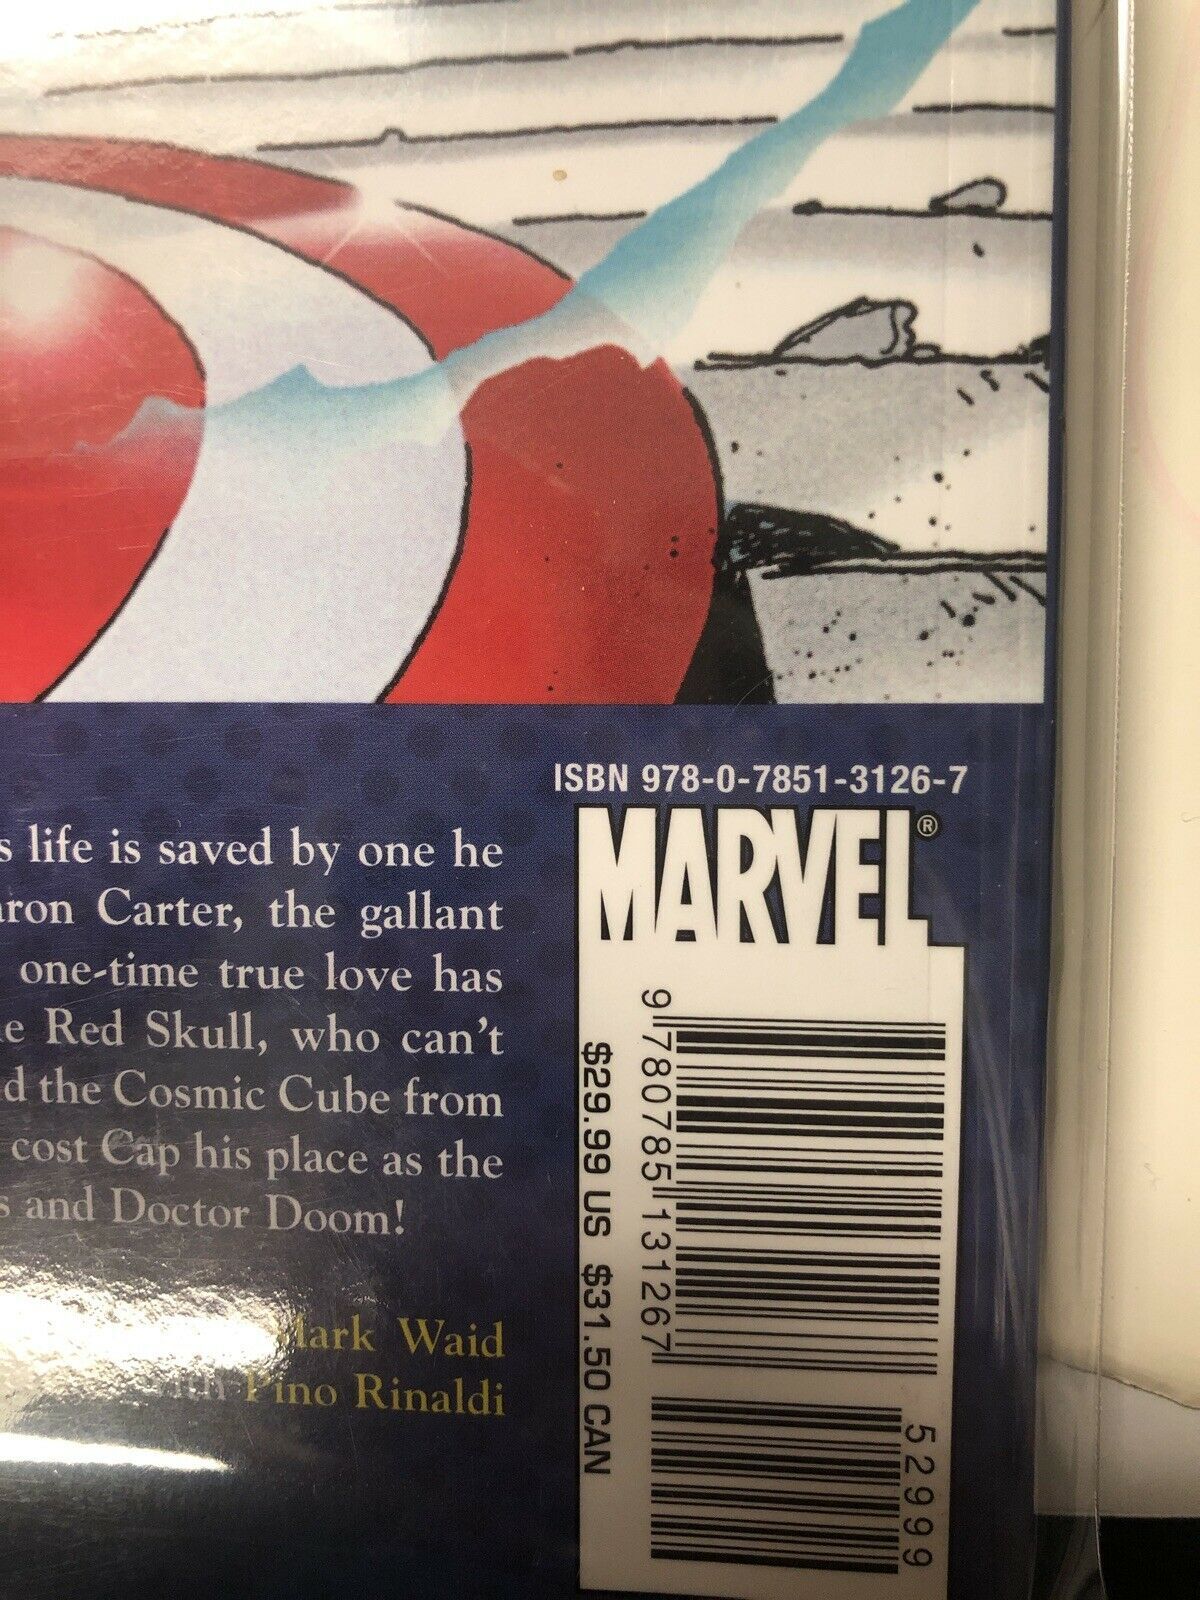 ISBN 978-0-7851-3126-7
MARVEL®
s life is saved by one he
ron Carter, the gallant
one-time true love has
e Red Skull, who can't
d the Cosmic Cube from
cost Cap his place as the
s and Doctor Doom!
ark Waid
Pino Rinaldi
9 780785 131267
52999
$29.99 US $31.50 CAN